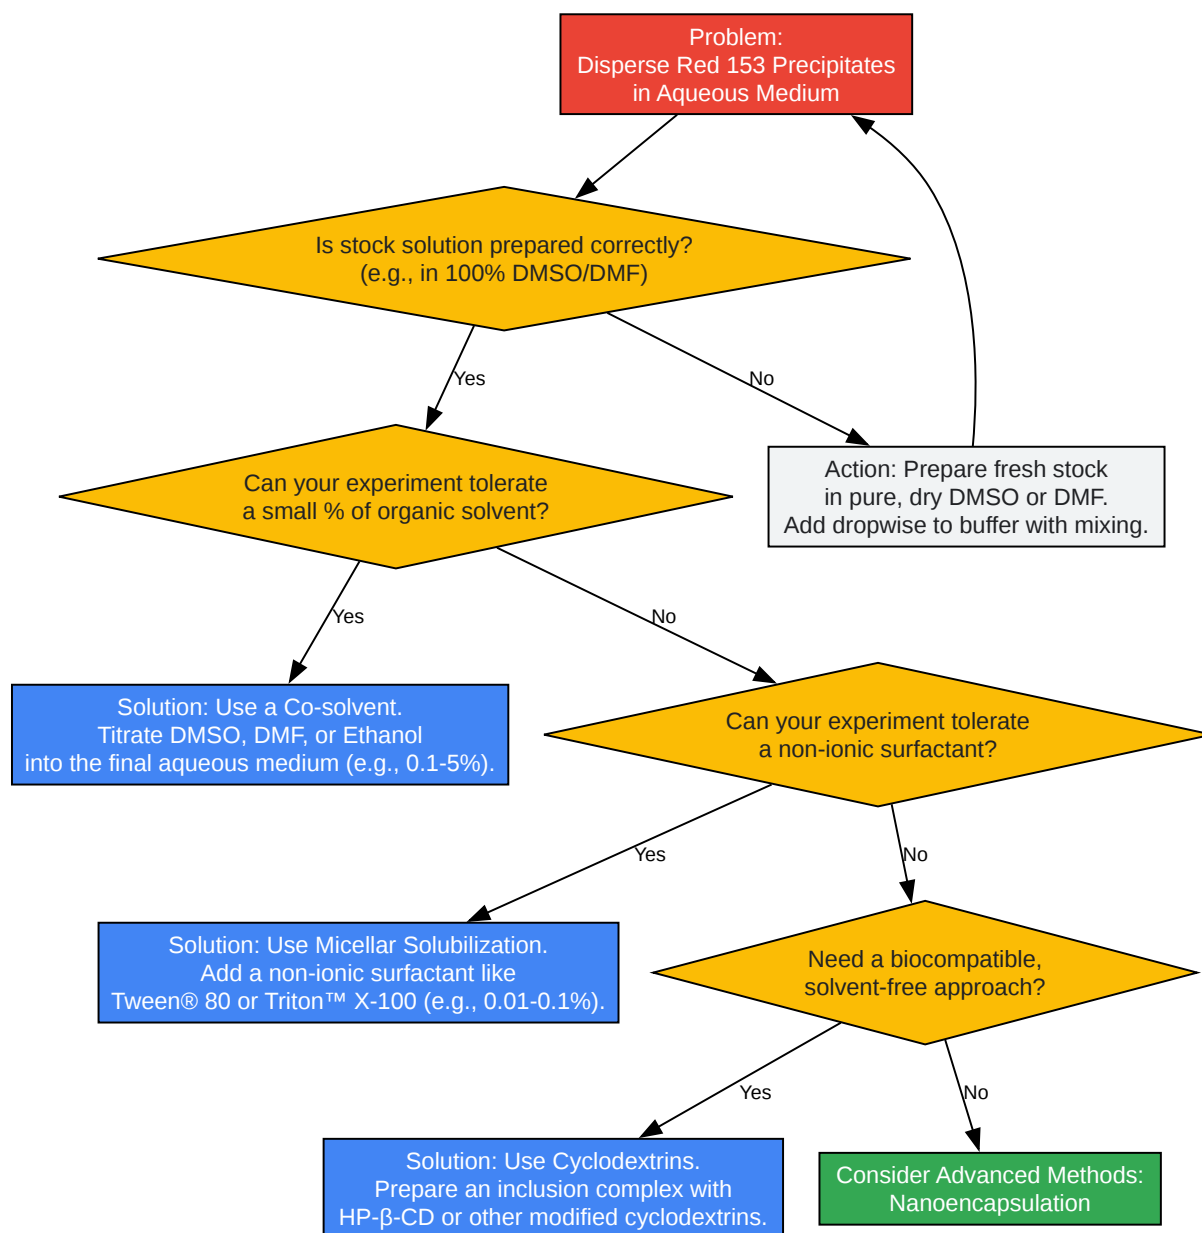 Problem:
Disperse Red 153 Precipitates
in Aqueous Medium
Is stock solution prepared correctly?
(e.g., in 100% DMSO/DMF)
Yes
No
Can your experiment tolerate
a small % of organic solvent?
Action: Prepare fresh stock
in pure, dry DMSO or DMF.
Add dropwise to buffer with mixing.
Yes
No
Solution: Use a Co-solvent.
Titrate DMSO, DMF, or Ethanol
into the final aqueous medium (e.g., 0.1-5%).
Can your experiment tolerate
a non-ionic surfactant?
Yes
No
Solution: Use Micellar Solubilization.
Add a non-ionic surfactant like
Tween® 80 or Triton™ X-100 (e.g., 0.01-0.1%).
Need a biocompatible,
solvent-free approach?
Yes
No
Solution: Use Cyclodextrins.
Prepare an inclusion complex with
HP-β-CD or other modified cyclodextrins.
Consider Advanced Methods:
Nanoencapsulation